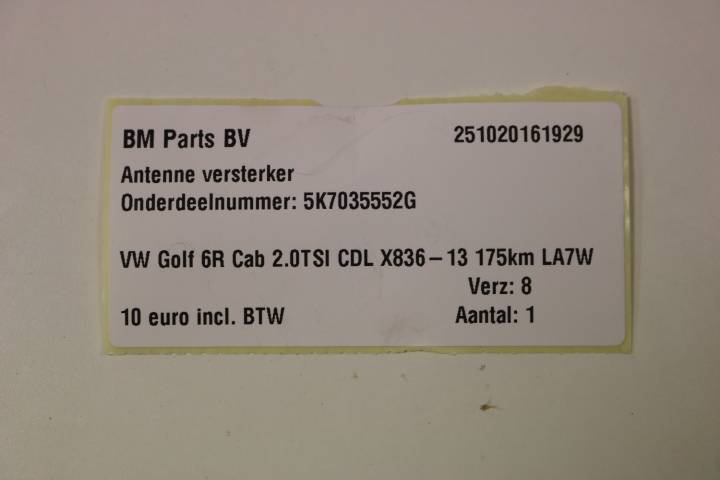 BM Parts BV 251020161929
Antenne versterker
Onderdeelnummer: 5K7035552G
VW Golf 6R Cab 2.0TSI CDL X836 – 13 175km LA7W
Verz: 8
10 euro incl. BTW Aantal: 1